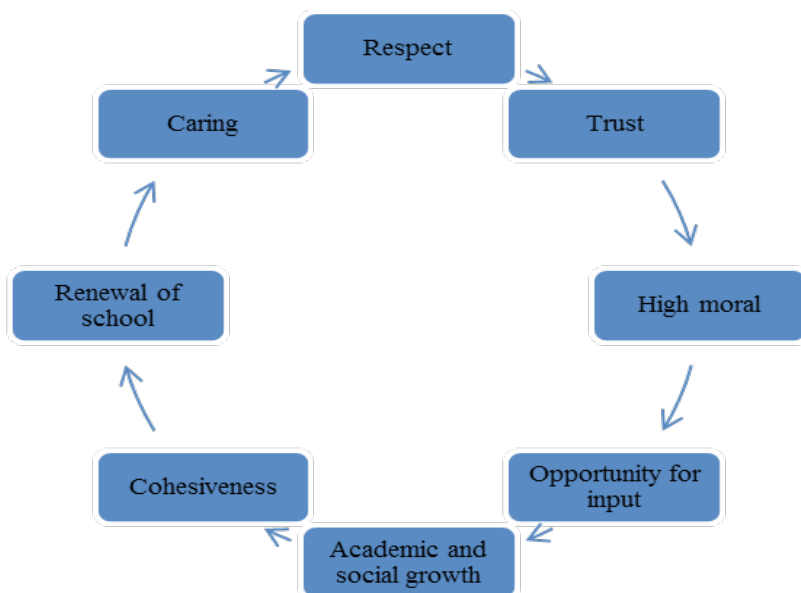 Respect
Trust
High moral
Opportunity for
input
Academic and
social growth
Cohesiveness
Renewal of
school
Caring